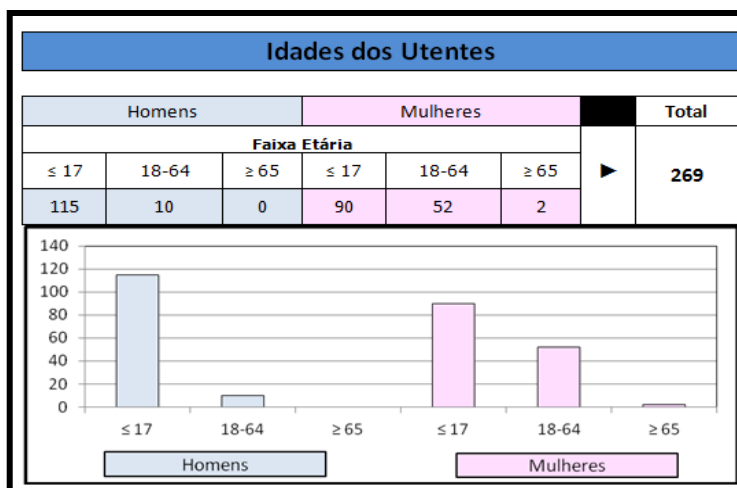 Idades dos Utentes
Homens Mulheres Total
Faixa Etária
≤ 17 18-64 ≥ 65 ≤ 17 18-64 ≥ 65 ► 269
115 10 0 90 52 2
140
120
100
80
60
40
20
0
≤ 17 18-64 ≥ 65 ≤ 17 18-64 ≥ 65
Homens Mulheres